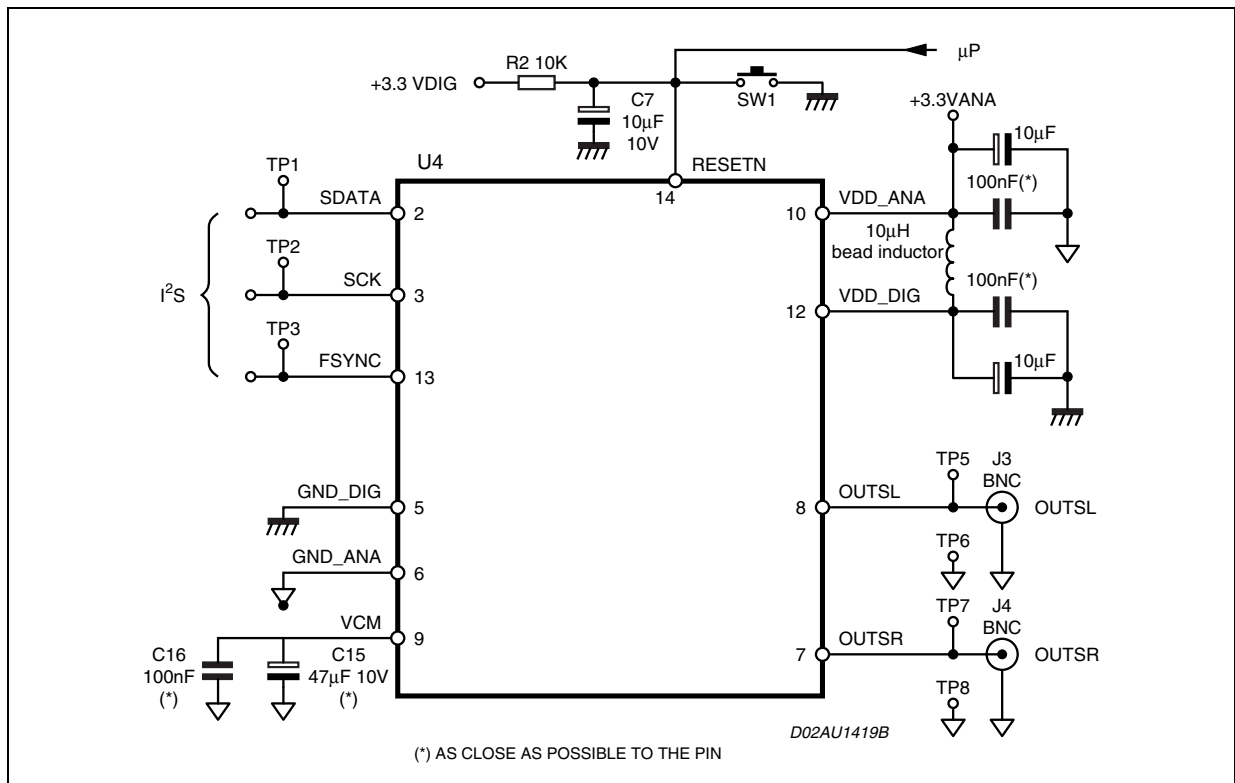 R2 10K
µP
+3.3 VDIG
C7
10µF
10V
SW1
+3.3VANA
10µF
100nF(*)
U4
RESETN
14
TP1
SDATA
2
TP2
SCK
3
I²S
TP3
FSYNC
13
10
VDD_ANA
10µH
bead inductor
100nF(*)
12
VDD_DIG
10µF
GND_DIG
5
GND_ANA
6
VCM
9
C16
100nF
(*)
C15
47µF 10V
(*)
8
OUTSL
TP5
J3
BNC
OUTSL
TP6
TP7
J4
BNC
7
OUTSR
OUTSR
TP8
D02AU1419B
(*) AS CLOSE AS POSSIBLE TO THE PIN